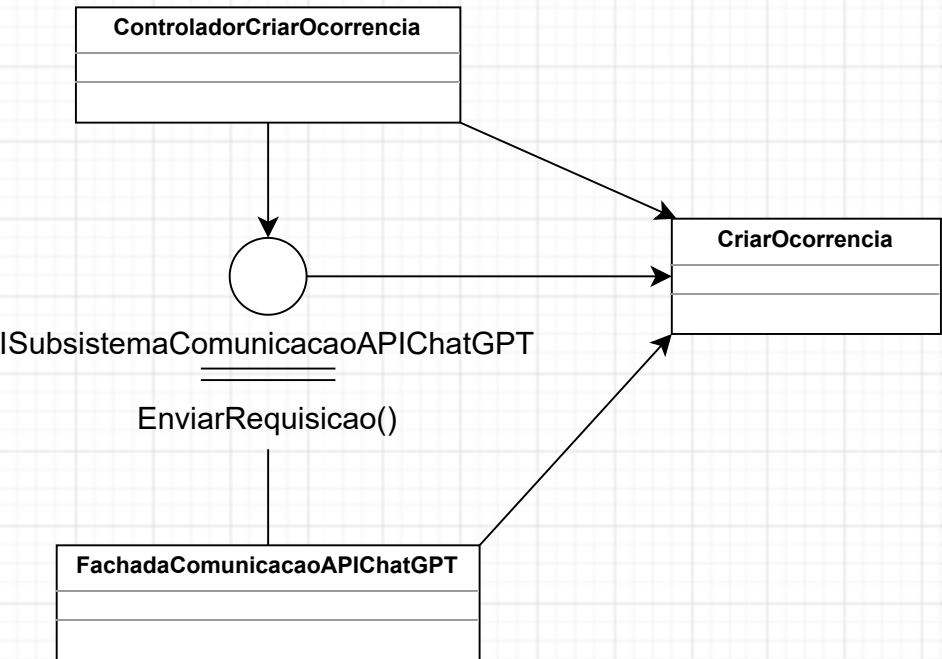 ControladorCriarOcorrencia
CriarOcorrencia
ISubsistemaComunicacaoAPIChatGPT
EnviarRequisicao()
FachadaComunicacaoAPIChatGPT